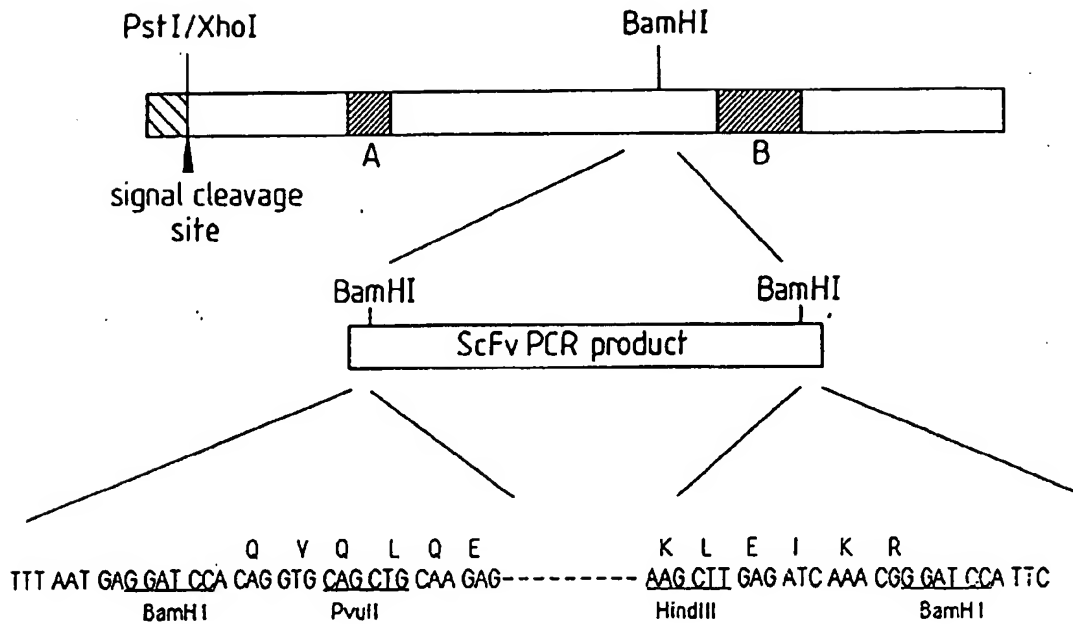 PstI/XhoI BamHI
A B
signal cleavage
site
BamHI BamHI
ScFv PCR product
Q V Q L Q E K L E I K R
TTT AAT GAG GAT CCA CAG GTG CAG CTG CAA GAG---------- AAG CTT GAG ATC AAA CGG GAT CCA TTC
BamHI PvuII HindIII BamHI